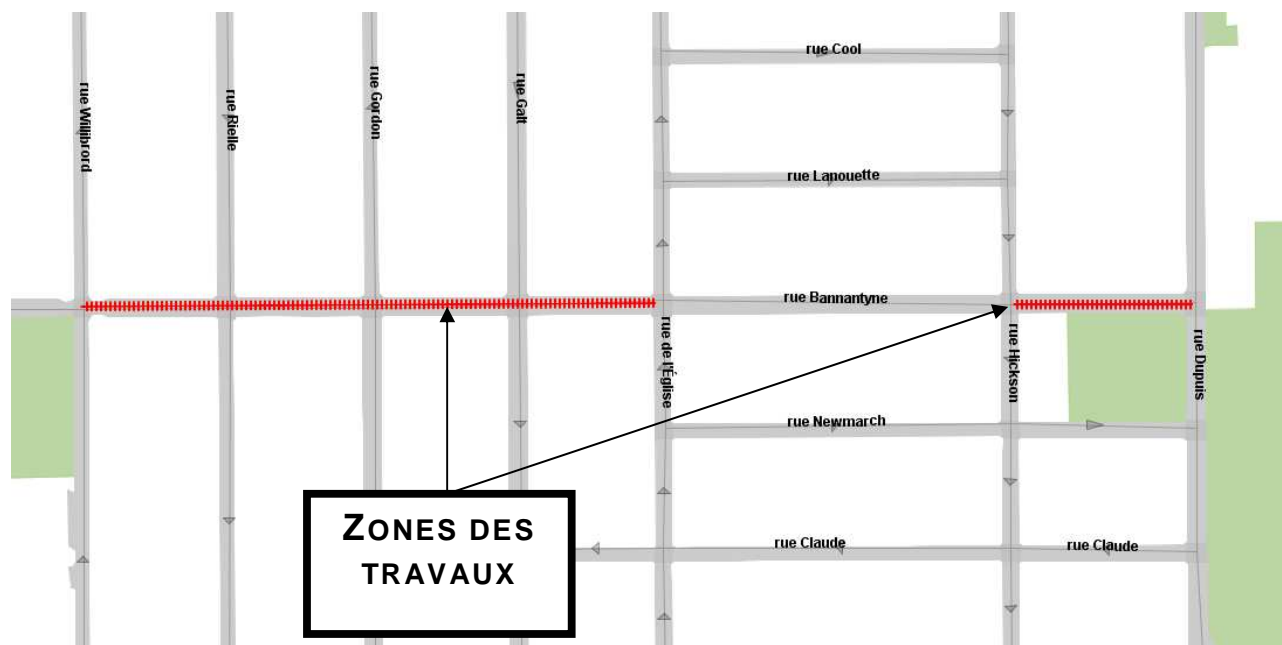 rue Cool
rue Willibrord
rue Rielle
rue Gordon
rue Galt
rue Lanouette
rue Bannantyne
rue de l'Église
rue Hickson
rue Dupuis
rue Newmarch
ZONES DES
TRAVAUX
rue Claude
rue Claude